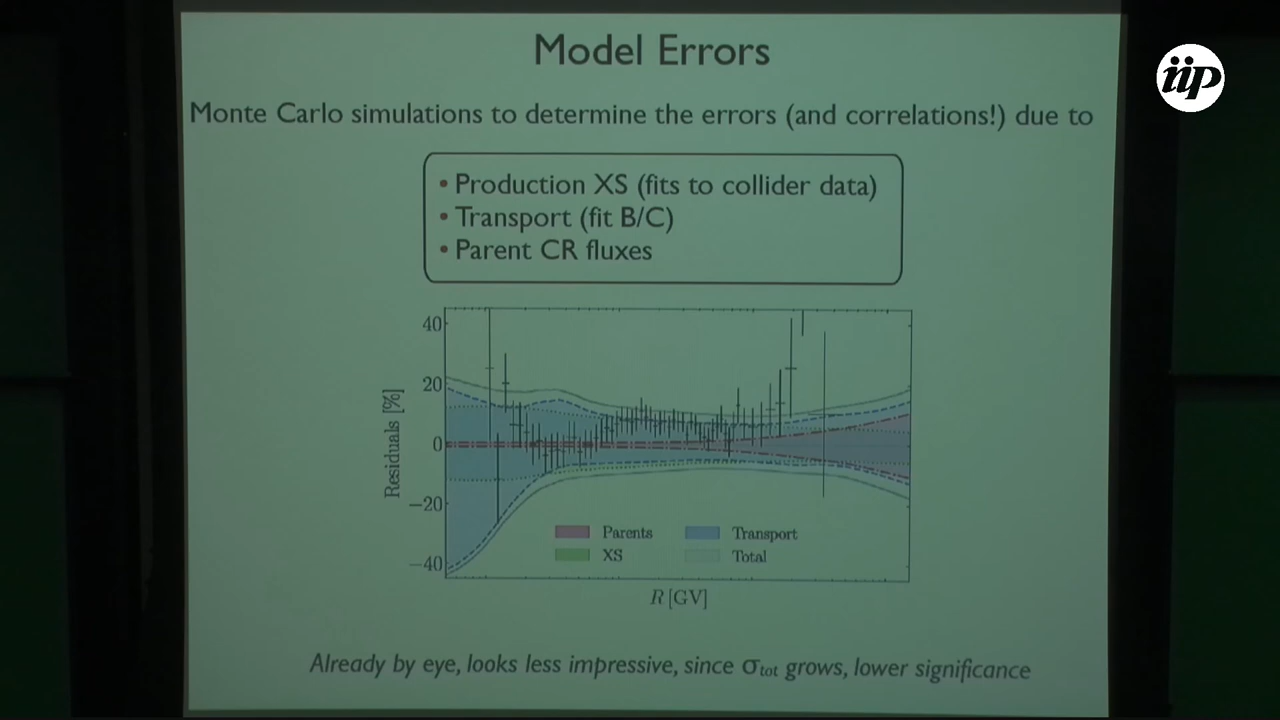 Model Errors
iip
Monte Carlo simulations to determine the errors (and correlations!) due to
• Production XS (fits to collider data)
• Transport (fit B/C)
• Parent CR fluxes
40
20
0
−20
−40
Residuals [%]
Parents
Transport
XS
Total
R [GV]
Already by eye, looks less impressive, since σtot grows, lower significance